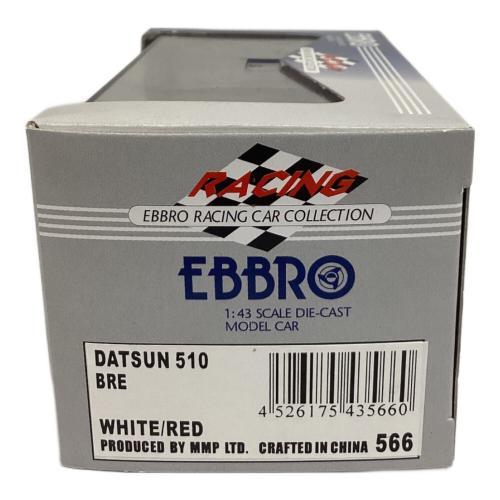 RACING
EBBRO RACING CAR COLLECTION
EBBRO
1:43 SCALE DIE-CAST
MODEL CAR
DATSUN 510
BRE
4 526175 435660
WHITE/RED
PRODUCED BY MMP LTD. CRAFTED IN CHINA 566